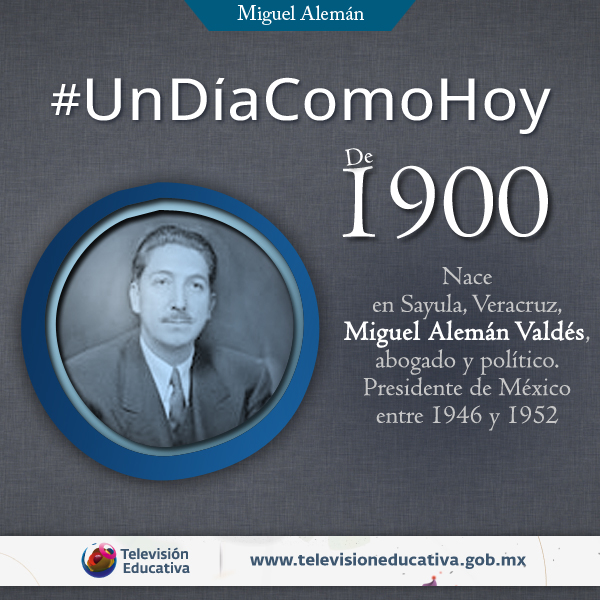 Miguel Alemán
#UnDíaComoHoy
De
1900
Nace
en Sayula, Veracruz,
Miguel Alemán Valdés,
abogado y político.
Presidente de México
entre 1946 y 1952
Televisión
Educativa
www.televisioneducativa.gob.mx